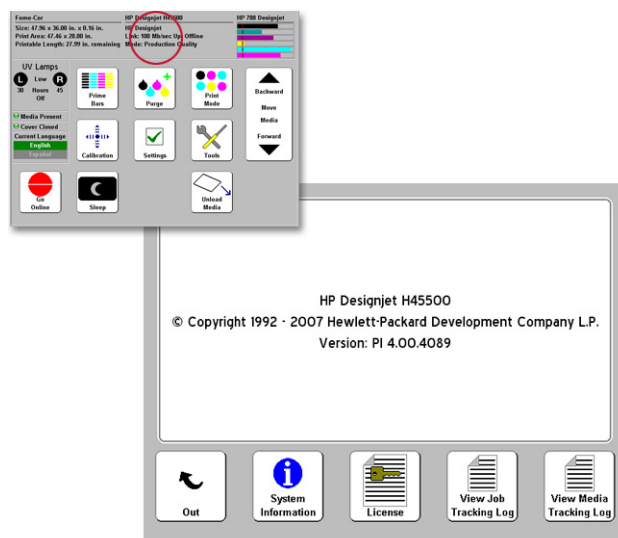 Fome-Cor
HP Designjet H45500
HP 780 Designjet
Size: 47.96 x 36.00 in. x 0.16 in.
HP Designjet
Print Area: 47.46 x 28.00 in.
Link: 100 Mb/sec Up; Offline
Printable Length: 27.99 in. remaining
Mode: Production Quality
UV Lamps
L Low R
38 Hours 45
Off
Media Present
Cover Closed
Current Language
English
Español
Prime
Bars
Purge
Print
Mode
Backward
Move
Media
Forward
Calibration
Settings
Tools
Go
Online
Sleep
Unload
Media
HP Designjet H45500
© Copyright 1992 - 2007 Hewlett-Packard Development Company L.P.
Version: PI 4.00.4089
Out
System
Information
License
View Job
Tracking Log
View Media
Tracking Log